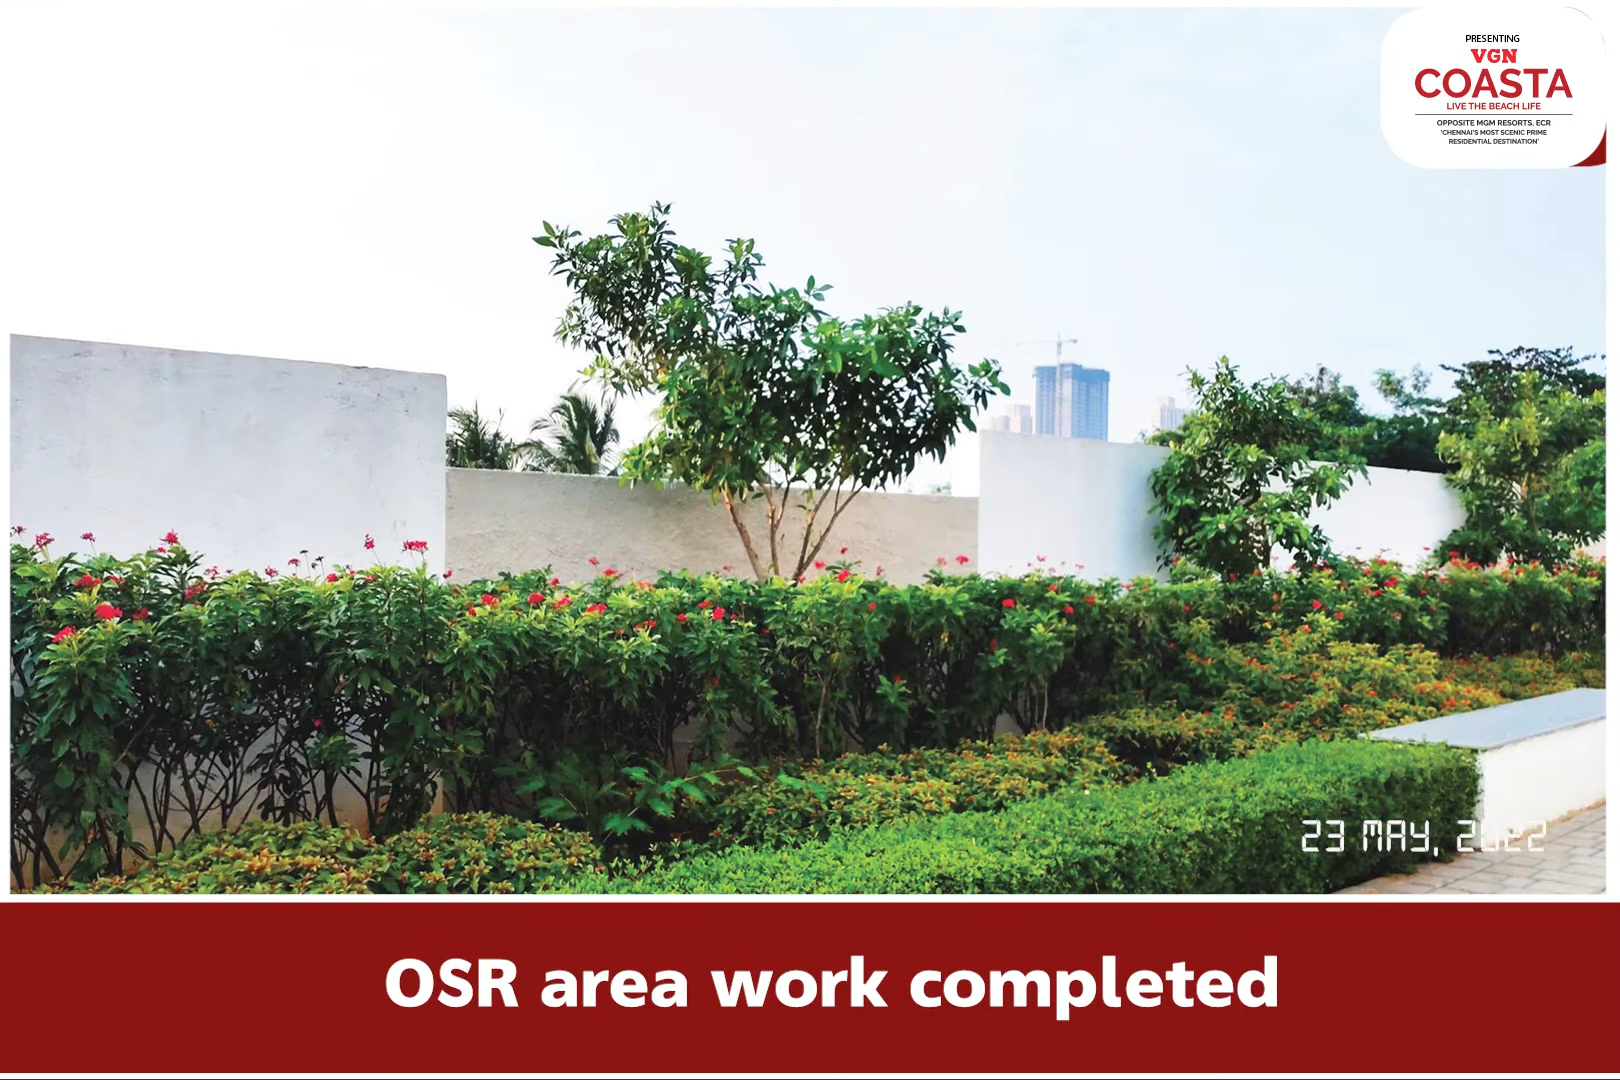 PRESENTING
VGN
COASTA
LIVE THE BEACH LIFE
OPPOSITE MGM RESORTS, ECR
'CHENNAI'S MOST SCENIC PRIME
RESIDENTIAL DESTINATION'
23 MAY, 2022
OSR area work completed